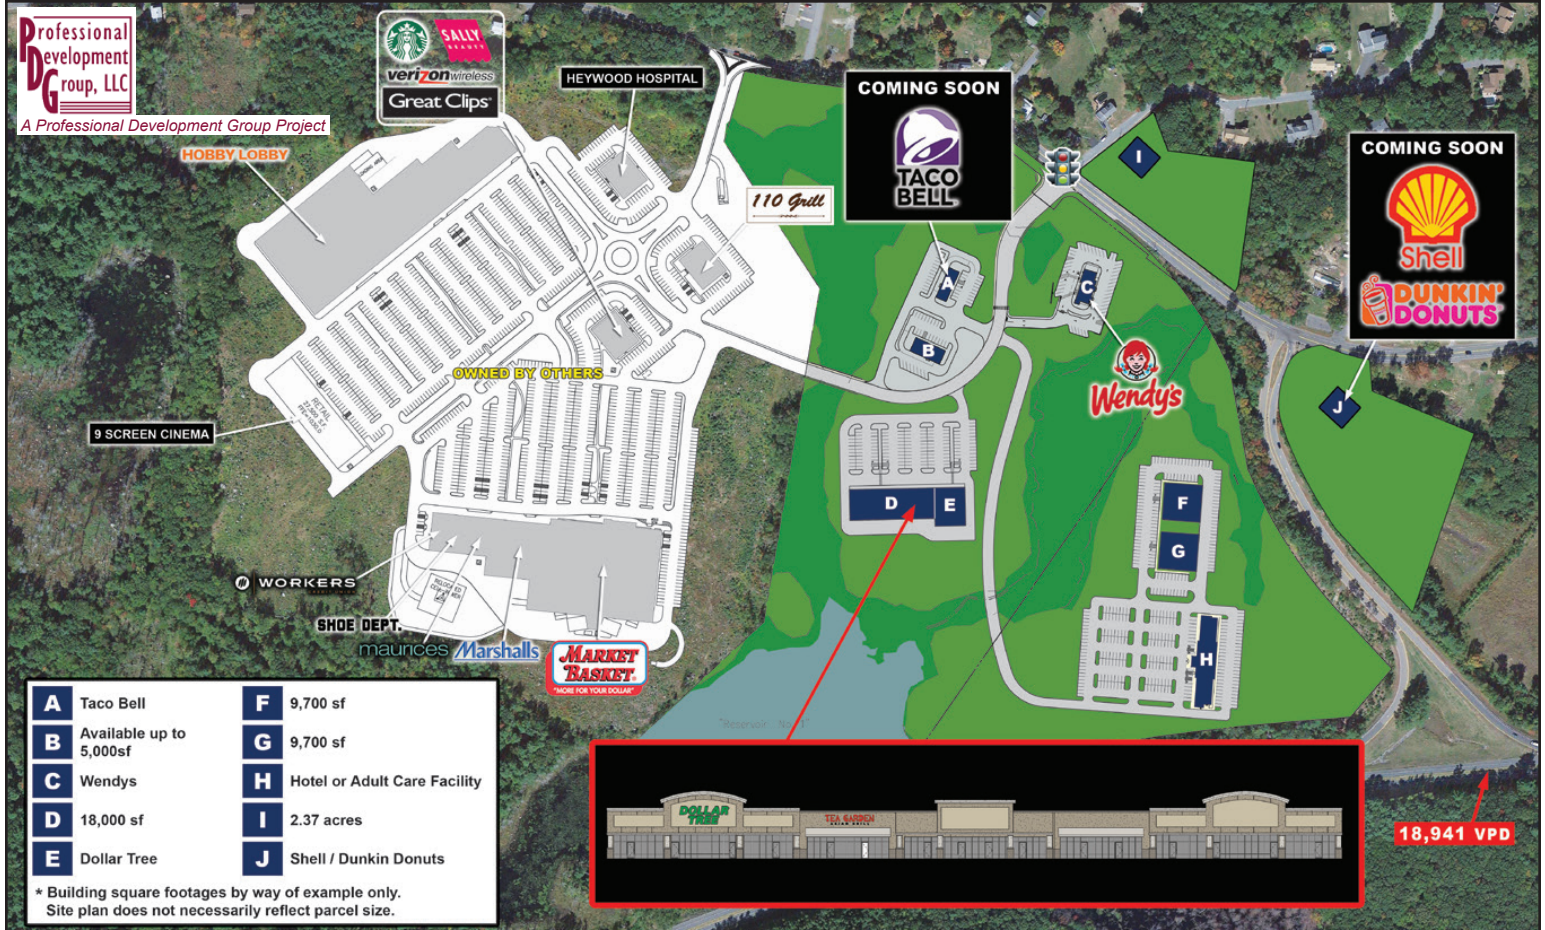 Professional
Development
Group, LLC
A Professional Development Group Project
SALLY
BEAUTY
verizonwireless
Great Clips
HEYWOOD HOSPITAL
HOBBY LOBBY
110 Grill
COMING SOON
TACO
BELL
COMING SOON
Shell
DUNKIN'
DONUTS
Wendy's
OWNED BY OTHERS
9 SCREEN CINEMA
RETAIL
WORKERS
CREDIT UNION
SHOE DEPT.
maurices
Marshalls
MARKET
BASKET
"MORE FOR YOUR DOLLAR"
A
B
C
D
E
F
G
H
I
J
A Taco Bell
B Available up to
5,000sf
C Wendys
D 18,000 sf
E Dollar Tree
F 9,700 sf
G 9,700 sf
H Hotel or Adult Care Facility
I 2.37 acres
J Shell / Dunkin Donuts
* Building square footages by way of example only.
Site plan does not necessarily reflect parcel size.
DOLLAR
TREE
TEA GARDEN
ASIAN GRILL
18,941 VPD